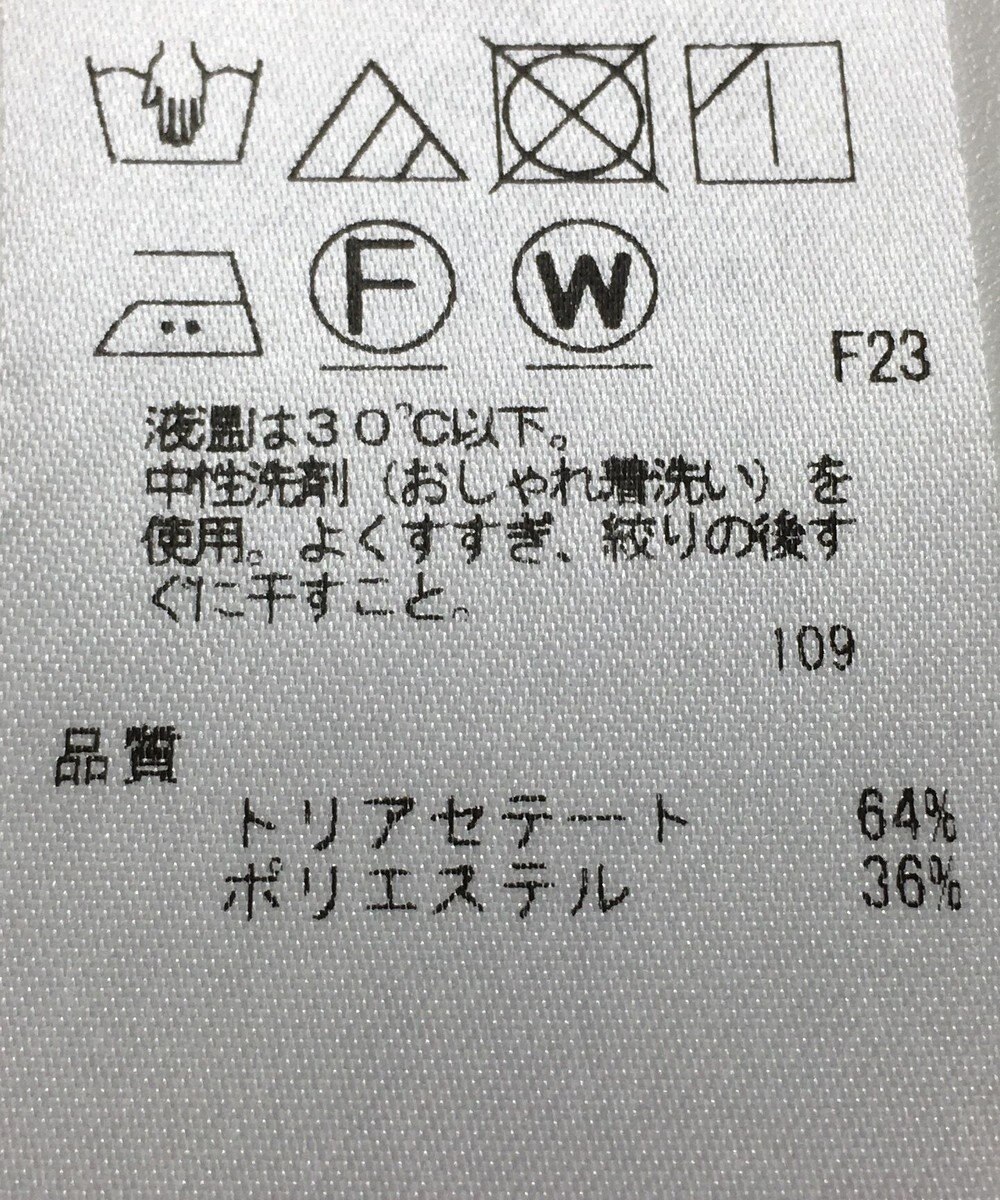 F
W
F23
液温は30℃以下。
中性洗剤（おしゃれ着洗い）を
使用。よくすすぎ、絞りの後す
ぐに干すこと。
109
品質
トリアセテート 64%
ポリエステル 36%